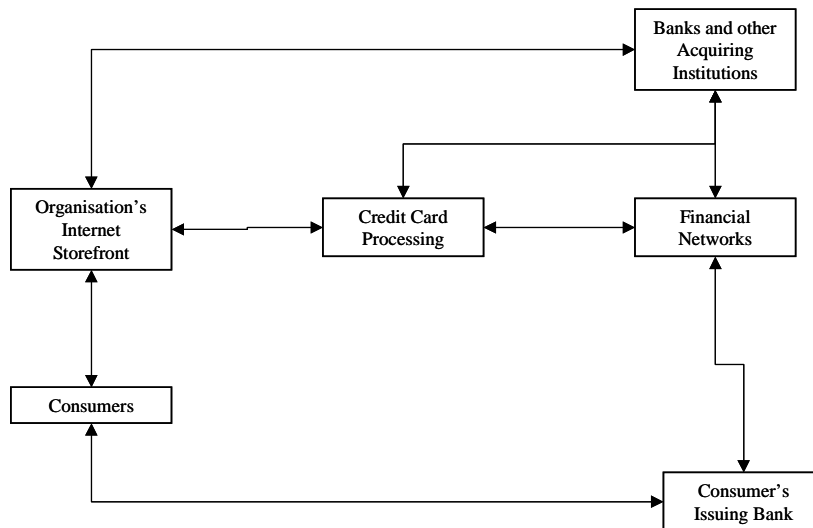 Banks and other
Acquiring
Institutions
Organisation's
Internet
Storefront
Credit Card
Processing
Financial
Networks
Consumers
Consumer's
Issuing Bank